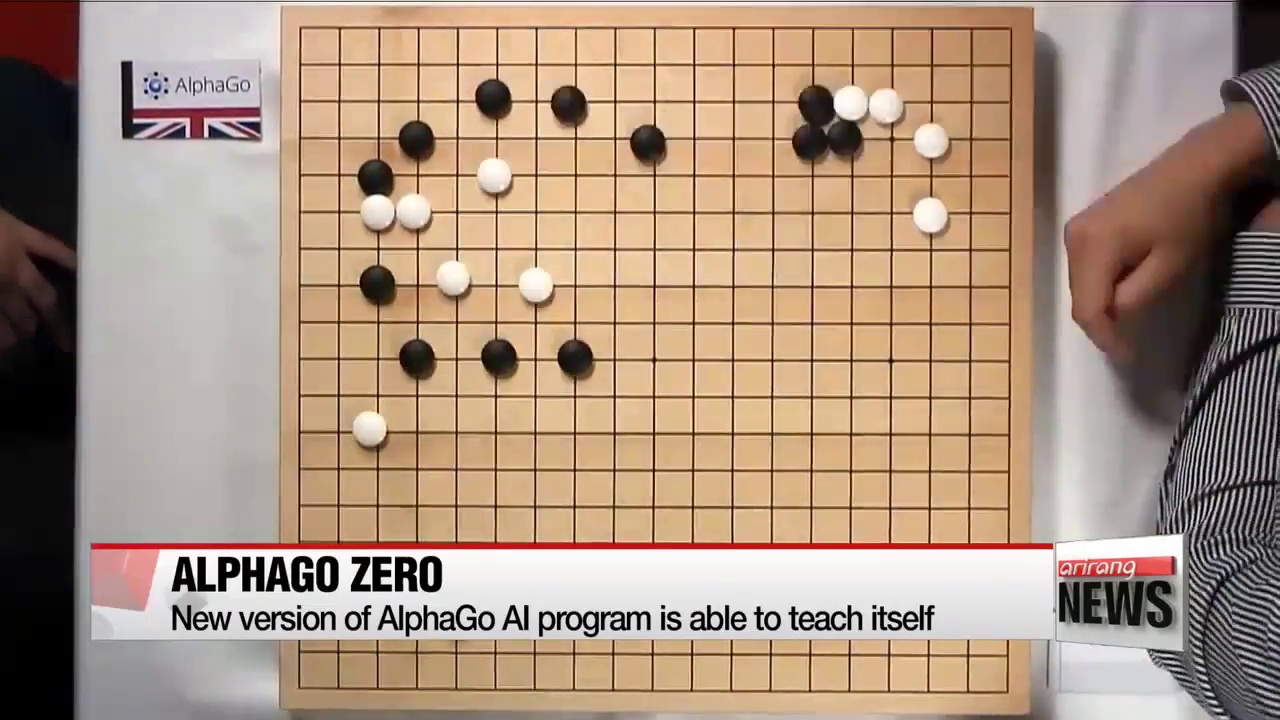 AlphaGo
ALPHAGO ZERO
New version of AlphaGo AI program is able to teach itself
arirang
NEWS